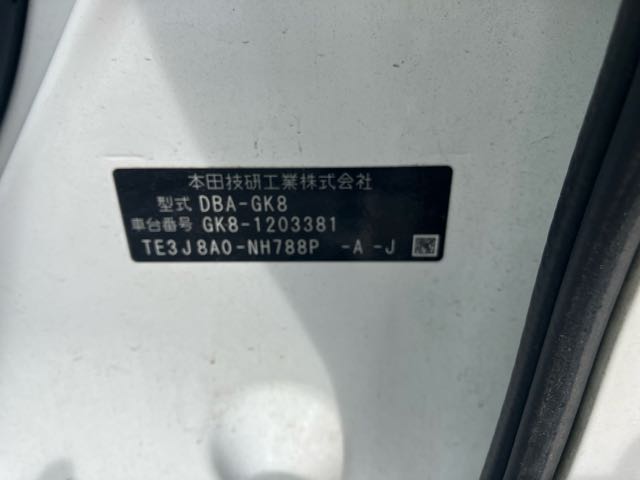 本田技研工業株式会社
型式 DBA-GK8
車台番号 GK8-1203381
TE3J8A0-NH788P -A -J